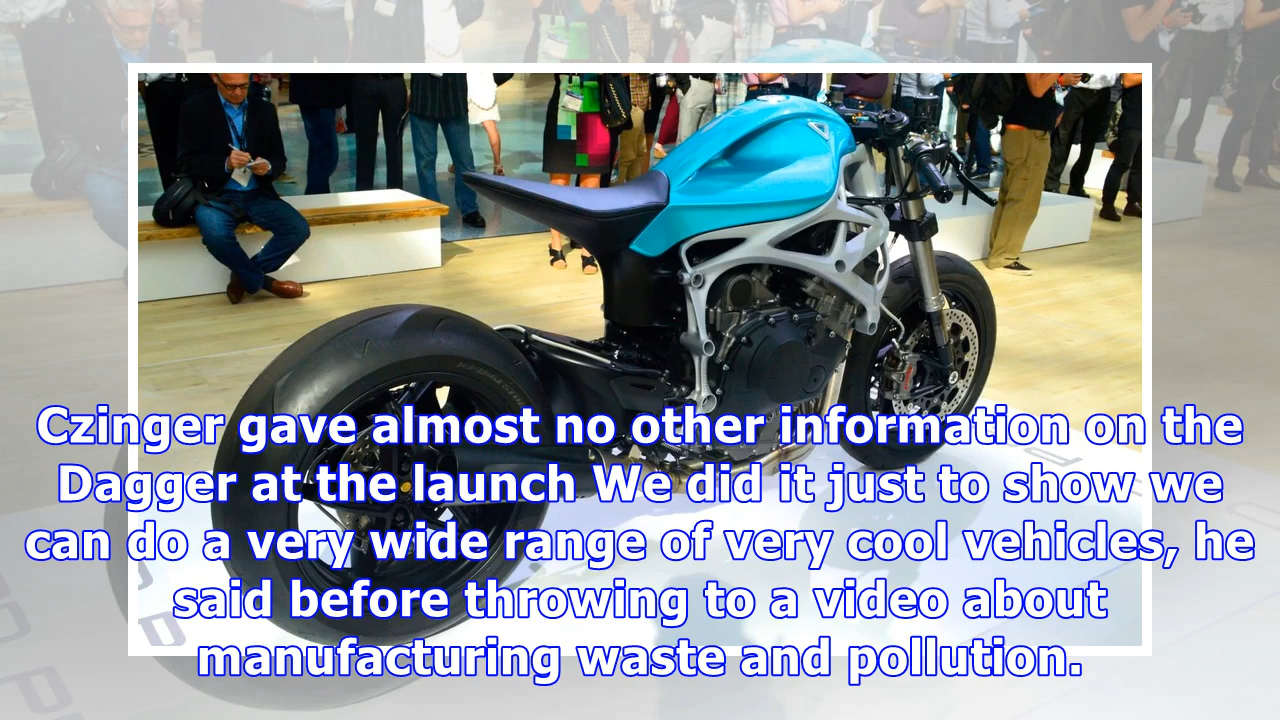 Czinger gave almost no other information on the
Dagger at the launch We did it just to show we
can do a very wide range of very cool vehicles, he
said before throwing to a video about
manufacturing waste and pollution.